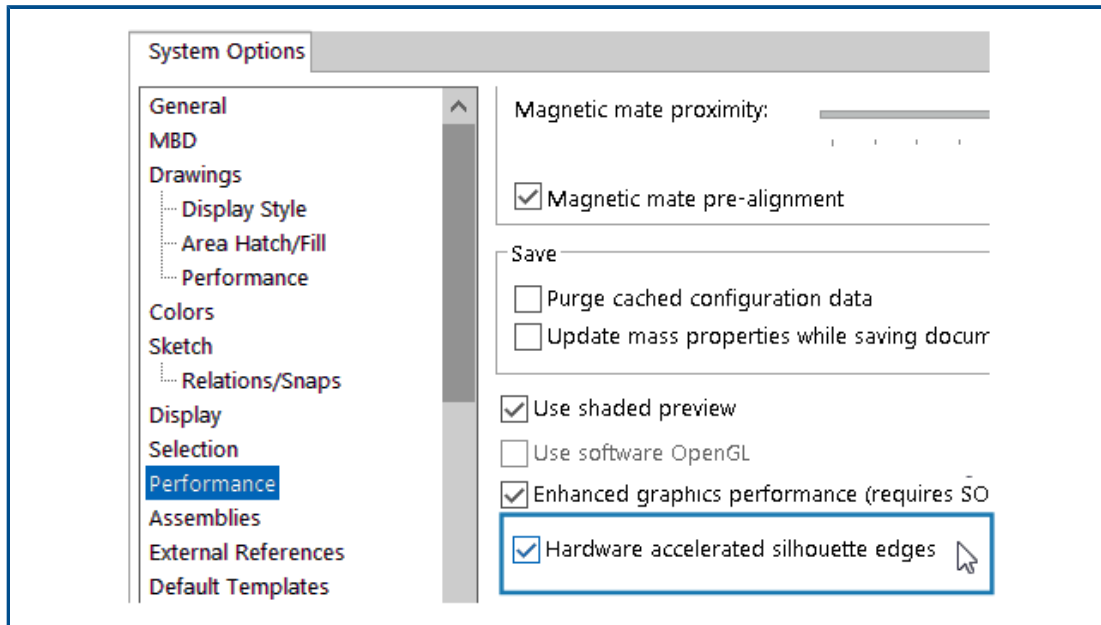 System Options
General
MBD
Drawings
Display Style
Area Hatch/Fill
Performance
Colors
Sketch
Relations/Snaps
Display
Selection
Performance
Assemblies
External References
Default Templates
Magnetic mate proximity:
Magnetic mate pre-alignment
Save
Purge cached configuration data
Update mass properties while saving docum
Use shaded preview
Use software OpenGL
Enhanced graphics performance (requires SO
Hardware accelerated silhouette edges